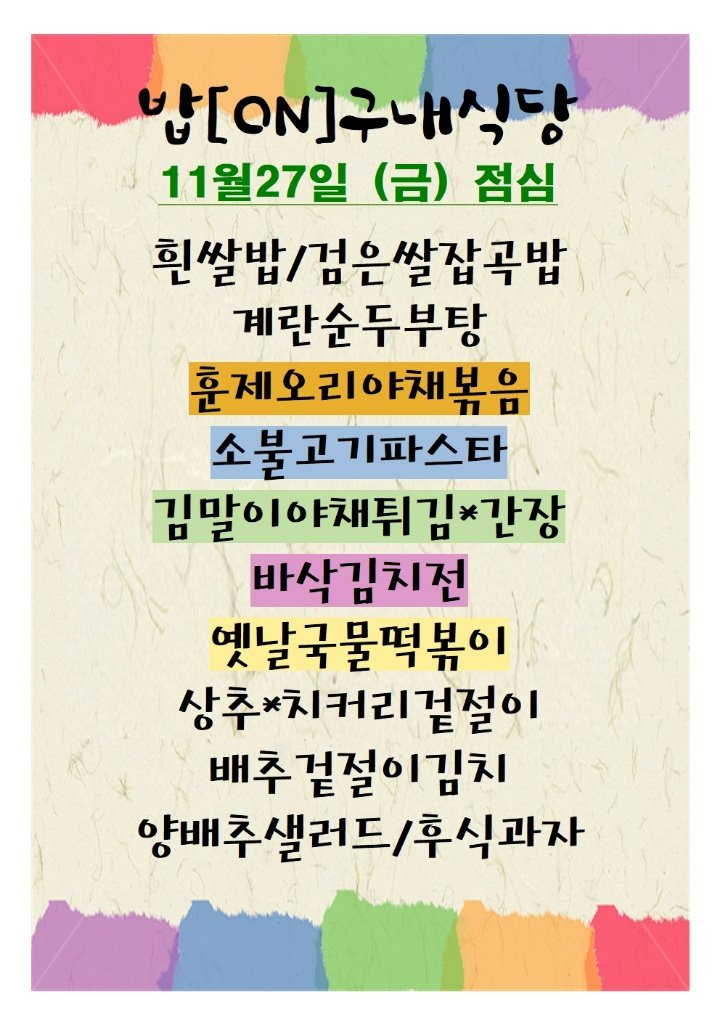 밥[ON]구내식당
11월27일 (금) 점심
흰쌀밥/검은쌀잡곡밥
계란순두부탕
훈제오리야채볶음
소불고기파스타
김말이야채튀김*간장
바삭김치전
옛날국물떡볶이
상추*치커리겉절이
배추겉절이김치
양배추샐러드/후식과자